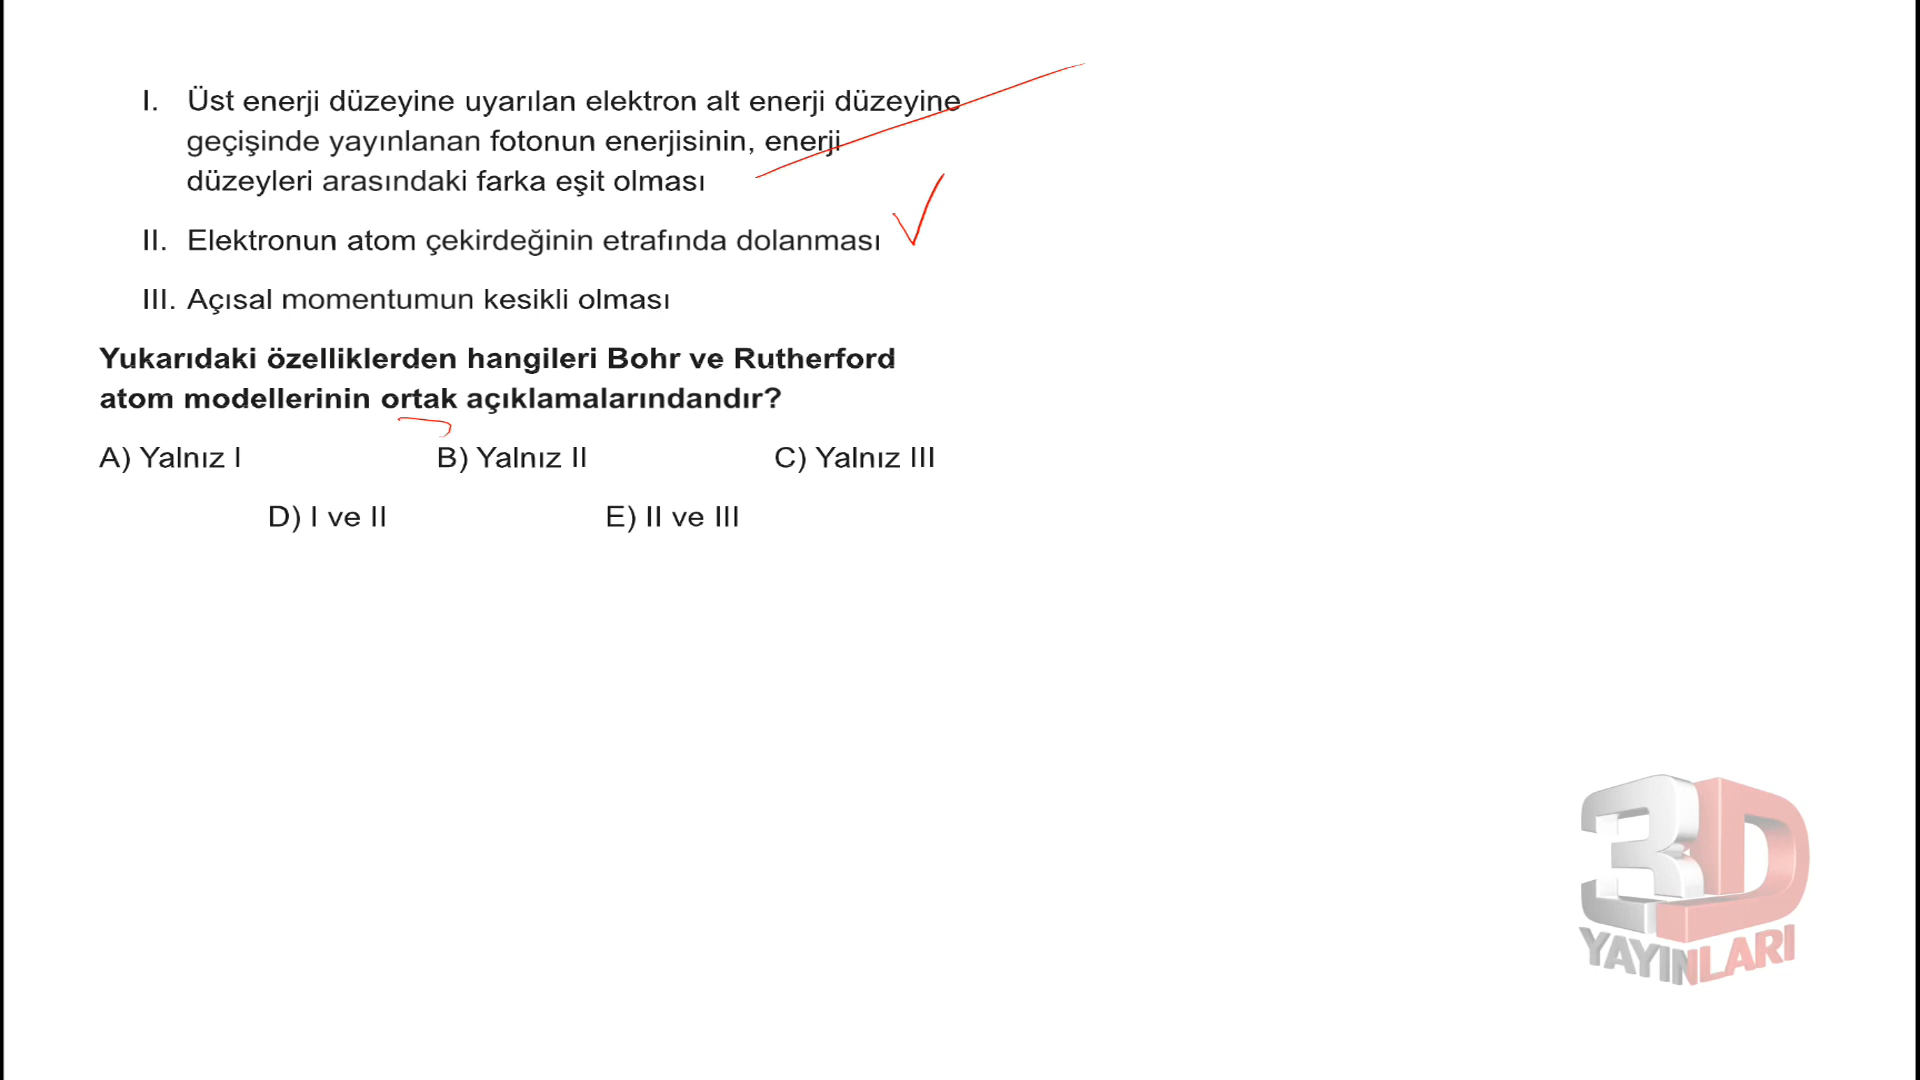 I. Üst enerji düzeyine uyarılan elektron alt enerji düzeyine
geçişinde yayınlanan fotonun enerjisinin, enerji
düzeyleri arasındaki farka eşit olması
II. Elektronun atom çekirdeğinin etrafında dolanması
III. Açısal momentumun kesikli olması
Yukarıdaki özelliklerden hangileri Bohr ve Rutherford
atom modellerinin ortak açıklamalarındandır?
A) Yalnız I B) Yalnız II C) Yalnız III
D) I ve II E) II ve III
3D
YAYINLARI